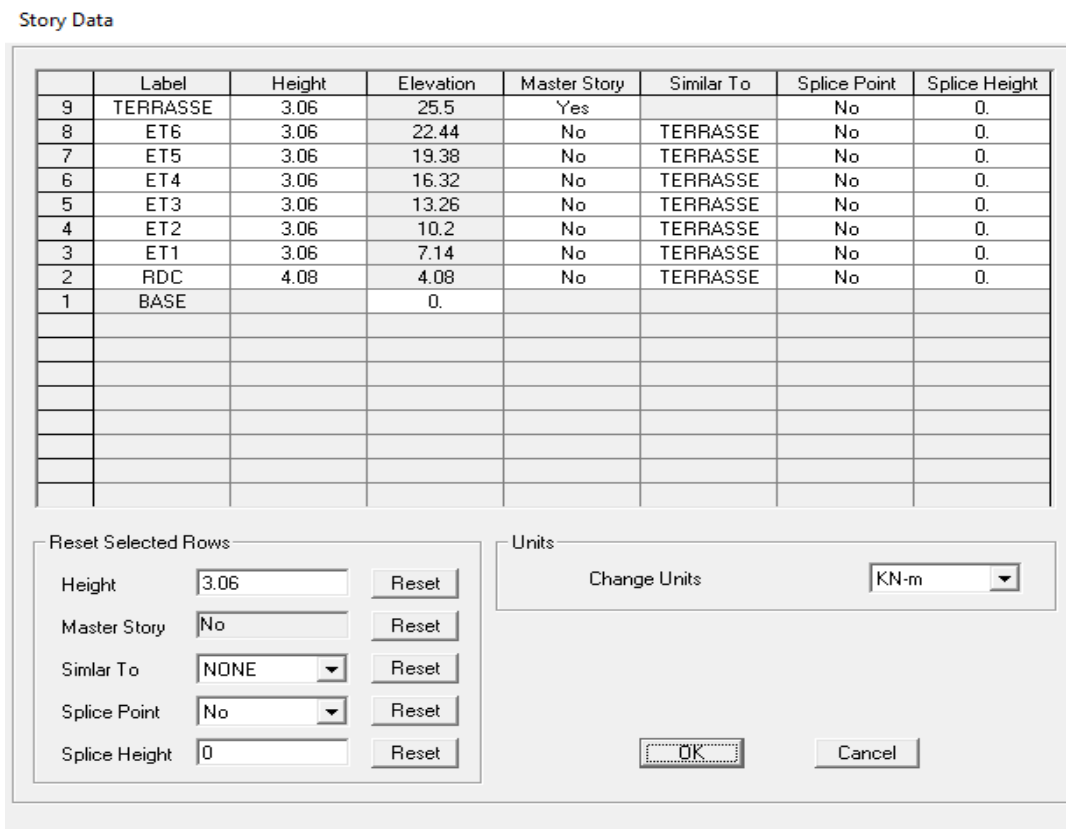 Story Data
Label Height Elevation Master Story Similar To Splice Point Splice Height
9 TERRASSE 3.06 25.5 Yes No 0.
8 ET6 3.06 22.44 No TERRASSE No 0.
7 ET5 3.06 19.38 No TERRASSE No 0.
6 ET4 3.06 16.32 No TERRASSE No 0.
5 ET3 3.06 13.26 No TERRASSE No 0.
4 ET2 3.06 10.2 No TERRASSE No 0.
3 ET1 3.06 7.14 No TERRASSE No 0.
2 RDC 4.08 4.08 No TERRASSE No 0.
1 BASE 0.
Reset Selected Rows
Height 3.06 Reset
Master Story No Reset
Simlar To NONE Reset
Splice Point No Reset
Splice Height 0 Reset
Units
Change Units KN-m
OK Cancel